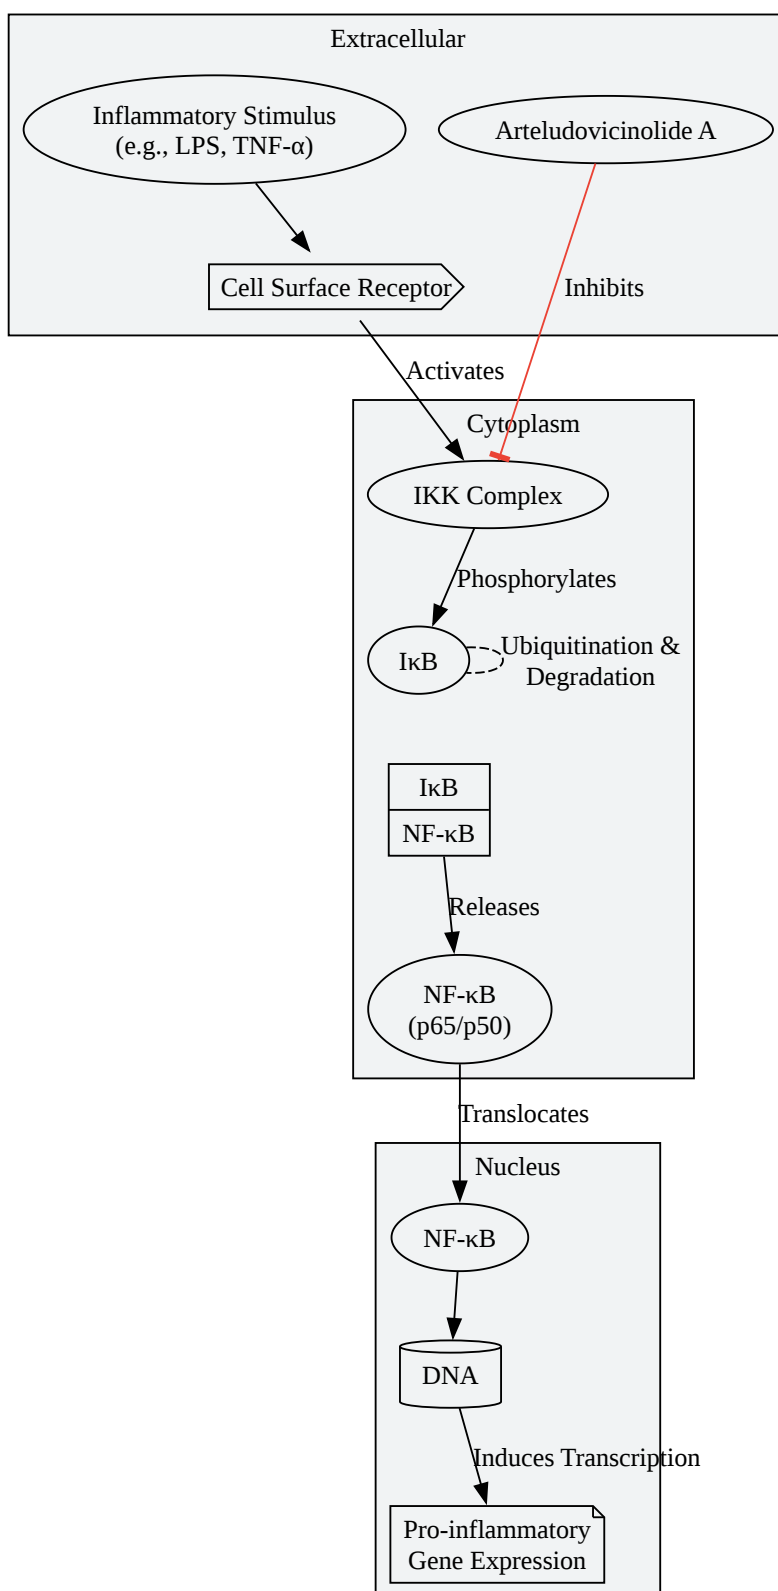 Extracellular
Inflammatory Stimulus
(e.g., LPS, TNF-α)
Arteludovicinolide A
Cell Surface Receptor
Inhibits
Activates
Cytoplasm
IKK Complex
Phosphorylates
IκB
Ubiquitination &
Degradation
IκB
NF-κB
Releases
NF-κB
(p65/p50)
Translocates
Nucleus
NF-κB
DNA
Induces Transcription
Pro-inflammatory
Gene Expression